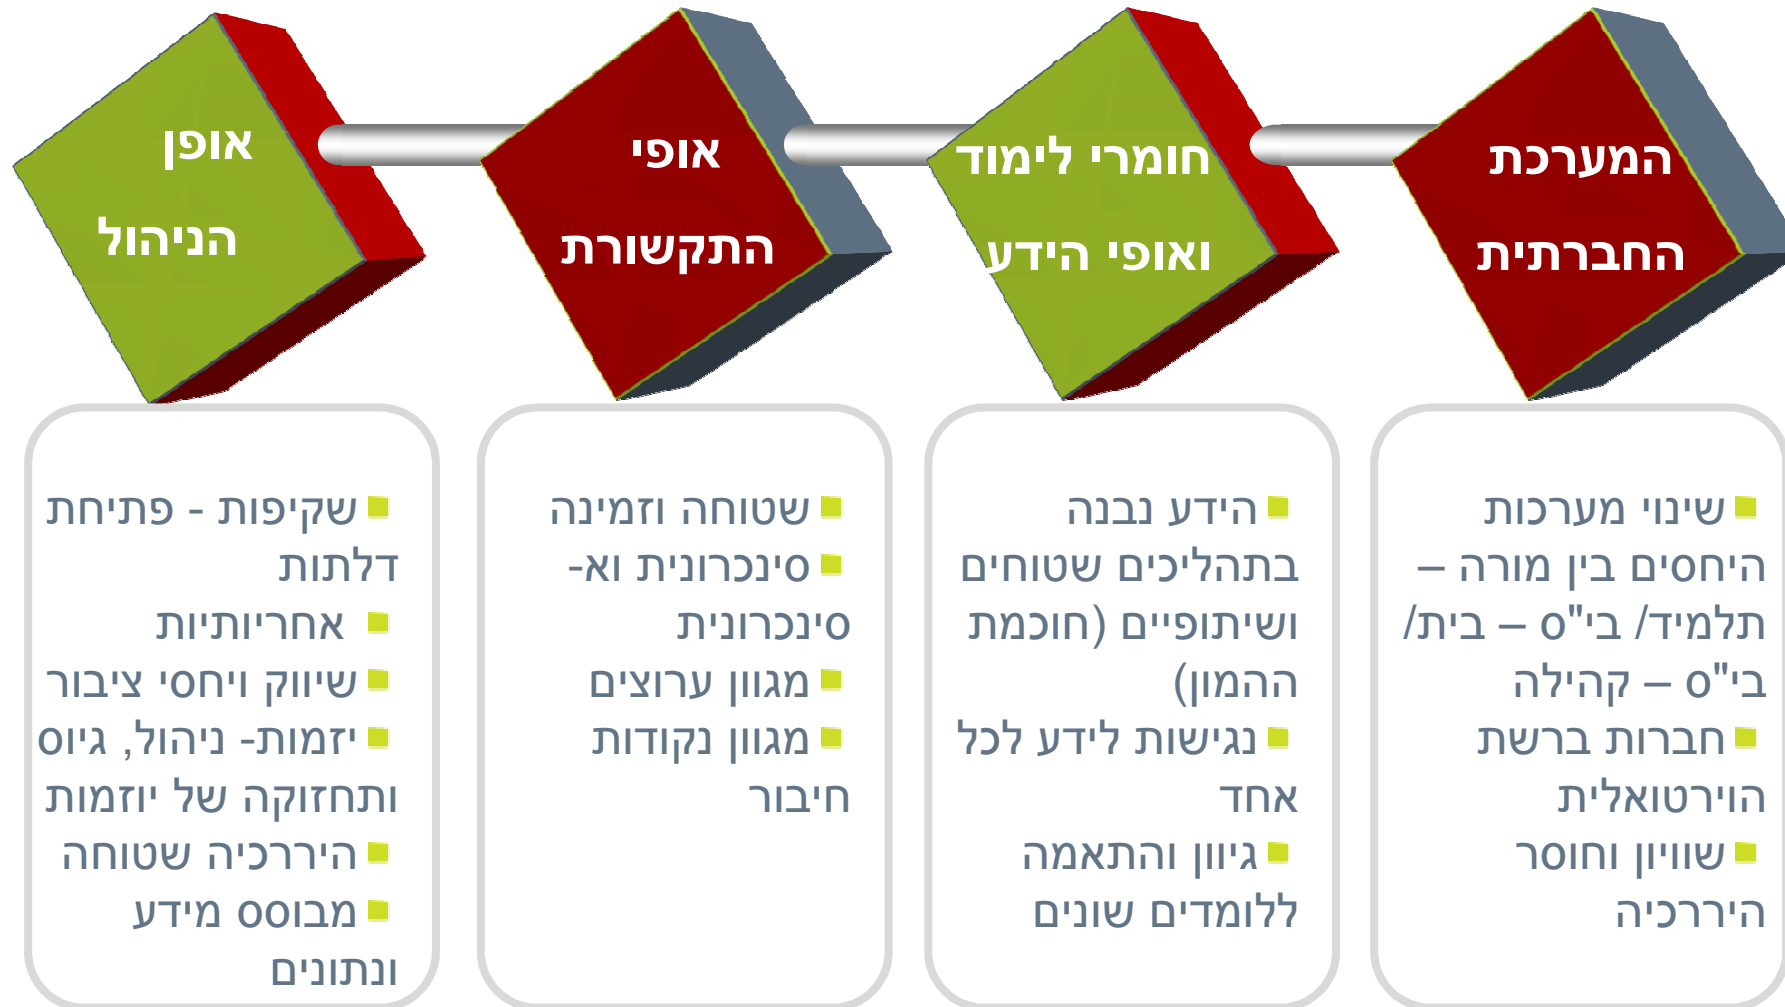 המערכת
החברתית
שינוי מערכות
היחסים בין מורה –
תלמיד/ בי"ס – בית/
בי"ס – קהילה
חברות ברשת
הוירטואלית
שוויון וחוסר
היררכיה
חומרי לימוד
ואופי הידע
הידע נבנה
בתהליכים שטוחים
ושיתופיים (חוכמת
ההמון)
נגישות לידע לכל
אחד
גיוון והתאמה
ללומדים שונים
אופי
התקשורת
שטוחה וזמינה
סינכרונית וא-
סינכרונית
מגוון ערוצים
מגוון נקודות
חיבור
אופן
הניהול
שקיפות - פתיחת
דלתות
אחריותיות
שיווק ויחסי ציבור
יזמות- ניהול, גיוס
ותחזוקה של יוזמות
היררכיה שטוחה
מבוסס מידע
ונתונים